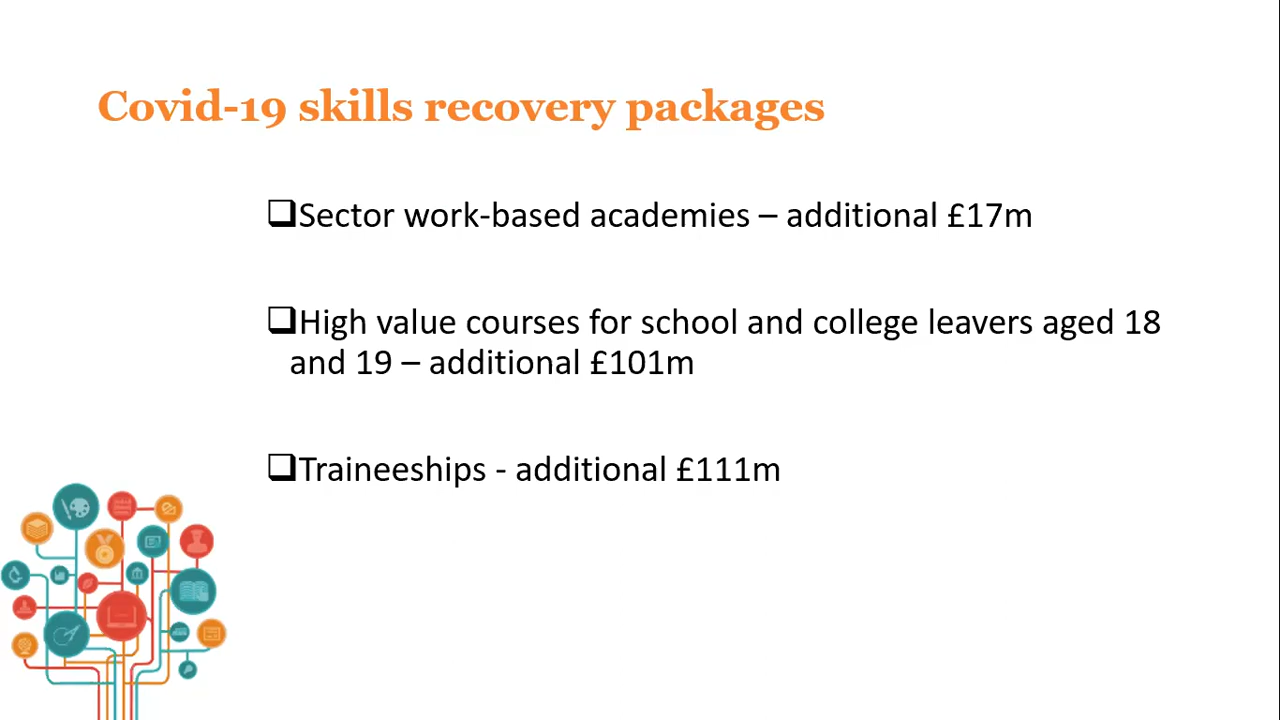 Covid-19 skills recovery packages
❑Sector work-based academies – additional £17m
❑High value courses for school and college leavers aged 18
and 19 – additional £101m
❑Traineeships - additional £111m